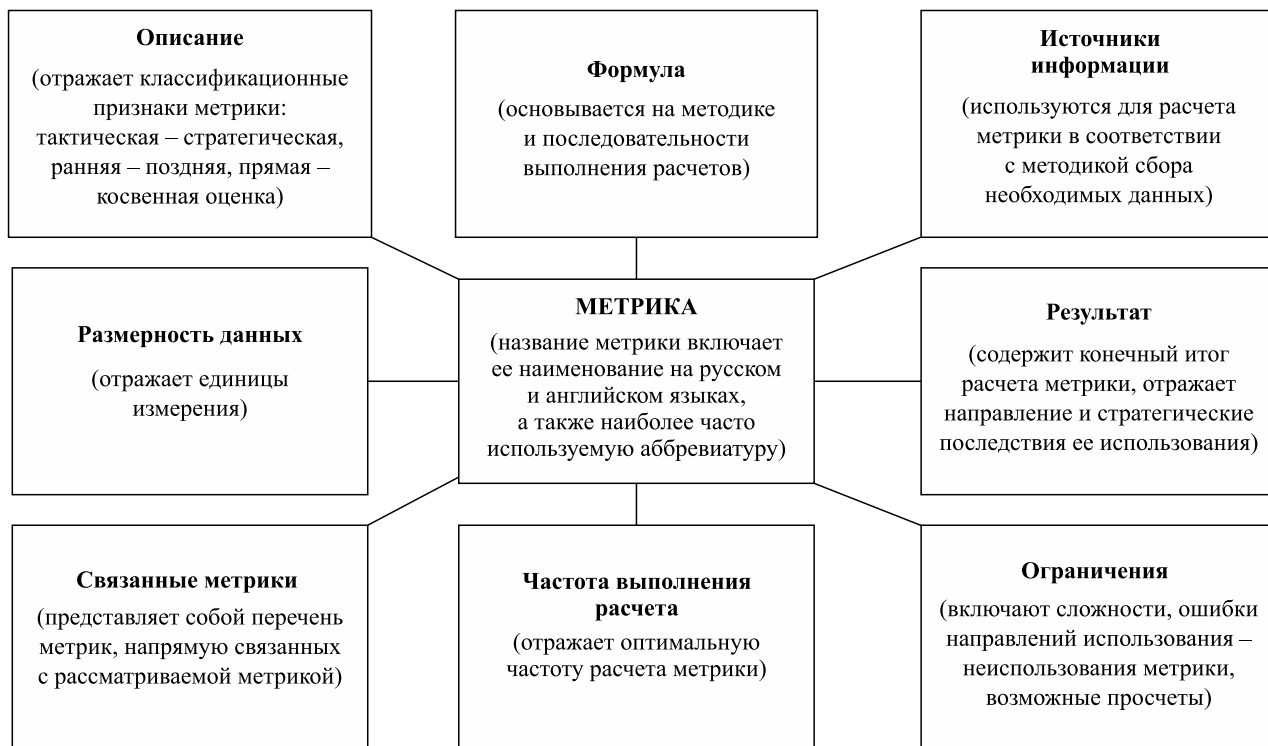 Описание
(отражает классификационные
признаки метрики:
тактическая – стратегическая,
ранняя – поздняя, прямая –
косвенная оценка)
Формула
(основывается на методике
и последовательности
выполнения расчетов)
Источники
информации
(используются для расчета
метрики в соответствии
с методикой сбора
необходимых данных)
Размерность данных
(отражает единицы
измерения)
МЕТРИКА
(название метрики включает
ее наименование на русском
и английском языках,
а также наиболее часто
используемую аббревиатуру)
Результат
(содержит конечный итог
расчета метрики, отражает
направление и стратегические
последствия ее использования)
Связанные метрики
(представляет собой перечень
метрик, напрямую связанных
с рассматриваемой метрикой)
Частота выполнения
расчета
(отражает оптимальную
частоту расчета метрики)
Ограничения
(включают сложности, ошибки
направлений использования –
неиспользования метрики,
возможные просчеты)